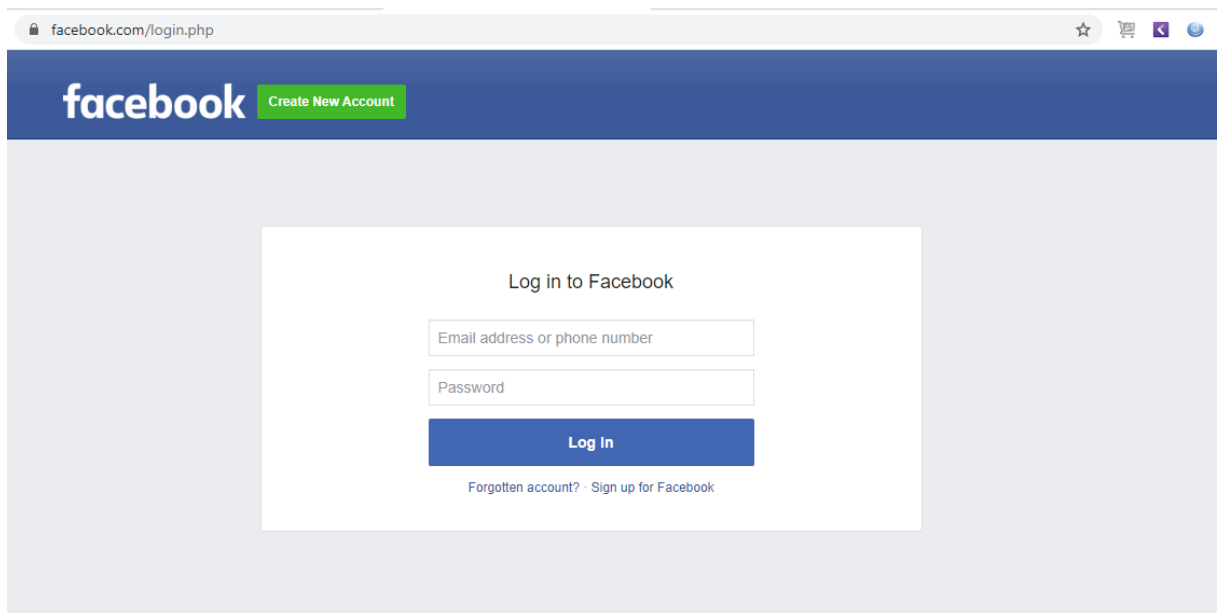 facebook.com/login.php
YES!
facebook Create New Account
Log in to Facebook
Email address or phone number
Password
Log In
Forgotten account? · Sign up for Facebook